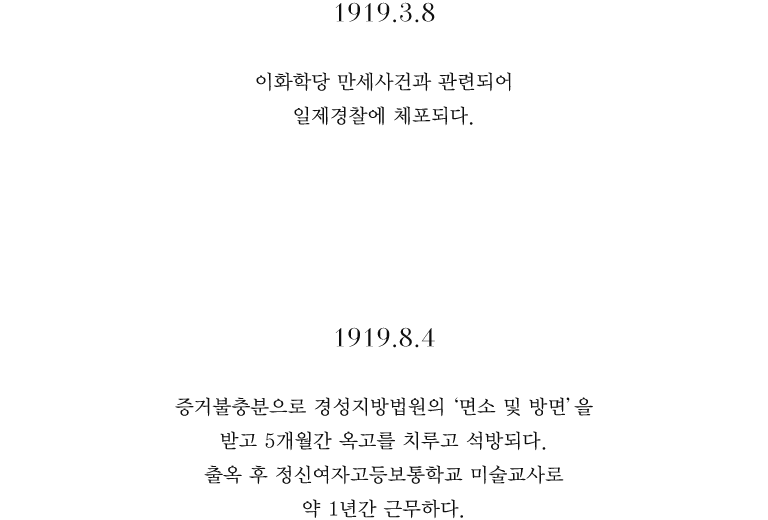 1919.3.8
이화학당 만세사건과 관련되어
일제경찰에 체포되다.
1919.8.4
증거불충분으로 경성지방법원의 ‘면소 및 방면’을
받고 5개월간 옥고를 치루고 석방되다.
출옥 후 정신여자고등보통학교 미술교사로
약 1년간 근무하다.